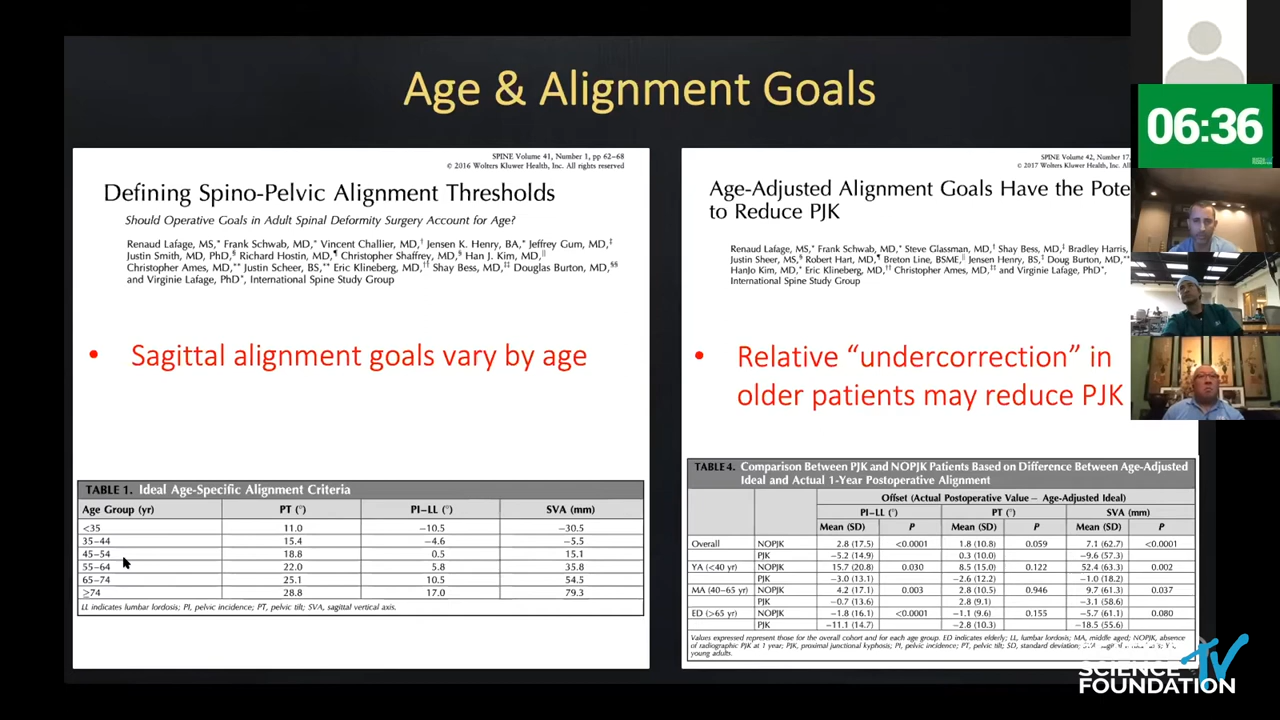 Age & Alignment Goals
06:36
SPINE Volume 41, Number 1, pp 62–68
© 2016 Wolters Kluwer Health, Inc. All rights reserved
Defining Spino-Pelvic Alignment Thresholds
Should Operative Goals in Adult Spinal Deformity Surgery Account for Age?
Renaud Lafage, MS,* Frank Schwab, MD,* Vincent Challier, MD,† Jensen K. Henry, BA,* Jeffrey Gum, MD,‡
Justin Smith, MD, PhD,§ Richard Hostin, MD,¶ Christopher Shaffrey, MD,§ Han J. Kim, MD,||
Christopher Ames, MD,** Justin Scheer, BS,** Eric Klineberg, MD,†† Shay Bess, MD,‡‡ Douglas Burton, MD,§§
and Virginie Lafage, PhD*, International Spine Study Group
• Sagittal alignment goals vary by age
TABLE 1. Ideal Age-Specific Alignment Criteria
Age Group (yr) PT (°) PI–LL (°) SVA (mm)
<35 11.0 −10.5 −30.5
35–44 15.4 −4.6 −5.5
45–54 18.8 0.5 15.1
55–64 22.0 5.8 35.8
65–74 25.1 10.5 54.5
≥74 28.8 17.0 79.3
LL indicates lumbar lordosis; PI, pelvic incidence; PT, pelvic tilt; SVA, sagittal vertical axis.
SPINE Volume 42, Number 17,
© 2017 Wolters Kluwer Health, Inc. All
Age-Adjusted Alignment Goals Have the Pote
to Reduce PJK
Renaud Lafage, MS,* Frank Schwab, MD,* Steve Glassman, MD,† Shay Bess, MD,‡ Bradley Harris,
Justin Sheer, MS,§ Robert Hart, MD,¶ Breton Line, BSME,|| Jensen Henry, BS,‡ Doug Burton, MD,**
HanJo Kim, MD,* Eric Klineberg, MD,†† Christopher Ames, MD,‡‡ and Virginie Lafage, PhD*,
International Spine Study Group
• Relative “undercorrection” in
older patients may reduce PJK
TABLE 4. Comparison Between PJK and NOPJK Patients Based on Difference Between Age-Adjusted
Ideal and Actual 1-Year Postoperative Alignment
Offset (Actual Postoperative Value − Age-Adjusted Ideal)
PI–LL (°) PT (°) SVA (mm)
Mean (SD) P Mean (SD) P Mean (SD) P
Overall NOPJK 2.8 (17.5) <0.0001 1.8 (10.8) 0.059 7.1 (62.7) <0.0001
PJK −5.2 (14.9) 0.3 (10.0) −9.6 (57.3)
YA (<40 yr) NOPJK 15.7 (20.8) 0.030 8.5 (15.0) 0.122 52.4 (63.3) 0.002
PJK −3.0 (13.1) −2.6 (12.2) −1.0 (18.2)
MA (40–65 yr) NOPJK 4.2 (17.1) 0.003 2.8 (10.5) 0.946 9.7 (61.3) 0.037
PJK −0.7 (13.6) 2.8 (9.1) −3.1 (58.6)
ED (>65 yr) NOPJK −1.8 (16.1) <0.0001 −1.1 (9.6) 0.155 −5.7 (61.1) 0.080
PJK −11.1 (14.7) −2.8 (10.3) −18.5 (55.6)
Values expressed represent those for the overall cohort and for each age group. ED indicates elderly; LL, lumbar lordosis; MA, middle aged; NOPJK, absence
of radiographic PJK at 1 year; PJK, proximal junctional kyphosis; PI, pelvic incidence; PT, pelvic tilt; SD, standard deviation;
young adults.
SCIENCE TV
FOUNDATION